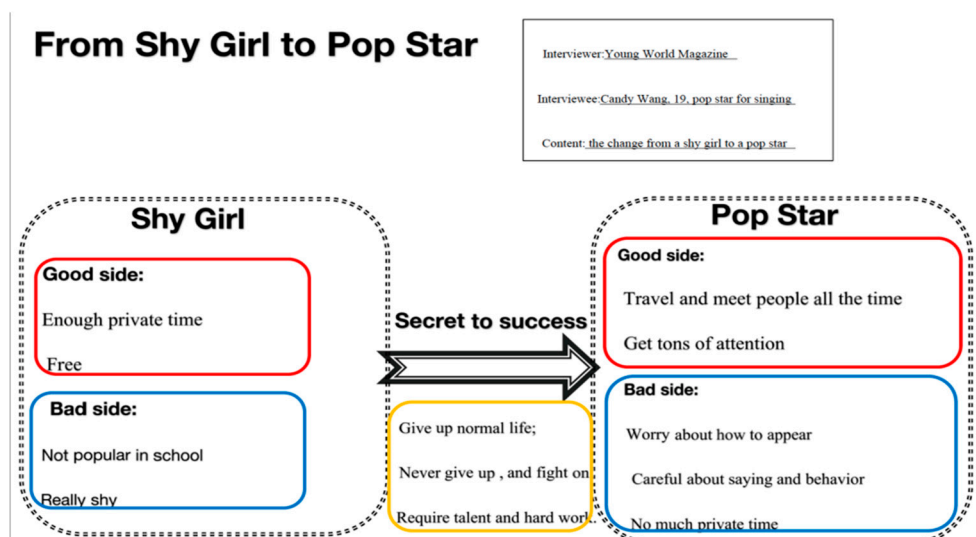 From Shy Girl to Pop Star
Interviewer:Young World Magazine
Interviewee:Candy Wang, 19, pop star for singing
Content: the change from a shy girl to a pop star
Shy Girl
Good side:
Enough private time
Free
Bad side:
Not popular in school
Really shy
Secret to success
Give up normal life;
Never give up , and fight on
Require talent and hard work.
Pop Star
Good side:
Travel and meet people all the time
Get tons of attention
Bad side:
Worry about how to appear
Careful about saying and behavior
No much private time